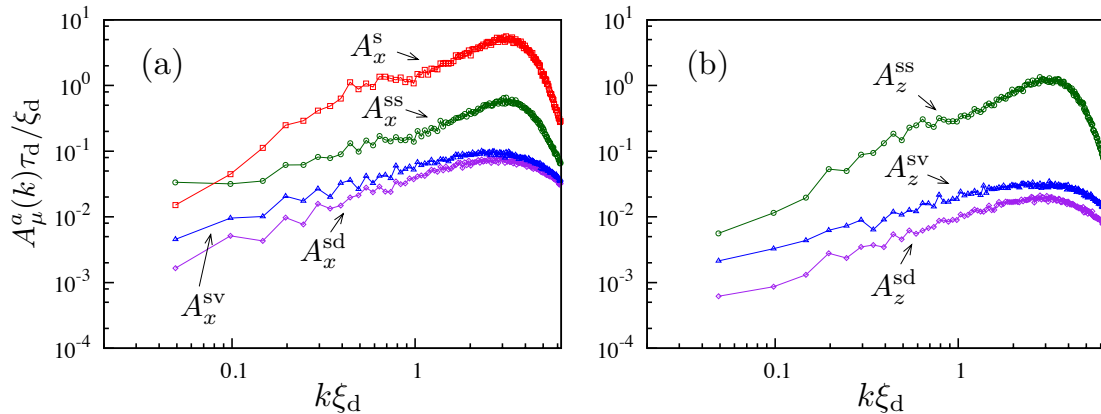 A_μ^a(k)τ_d/ξ_d
10^1
10^0
10^-1
10^-2
10^-3
10^-4
(a)
A_x^s
A_x^ss
A_x^sd
A_x^sv
0.1 1
kξ_d
(b)
A_z^ss
A_z^sv
A_z^sd
10^1
10^0
10^-1
10^-2
10^-3
10^-4
0.1 1
kξ_d